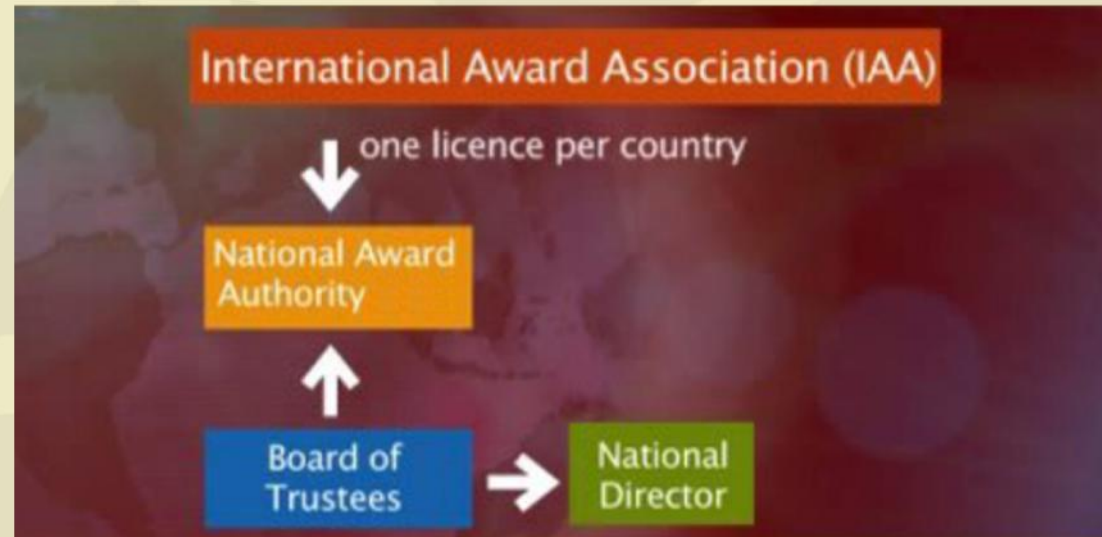 International Award Association (IAA)
one licence per country
National Award
Authority
Board of
Trustees
National
Director